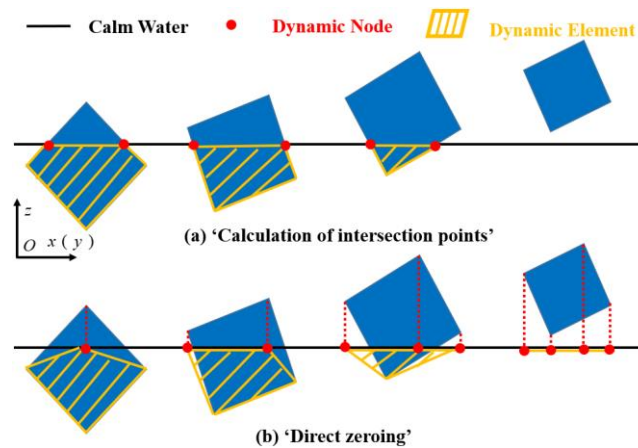 Calm Water Dynamic Node Dynamic Element
z
O x ( y )
(a) 'Calculation of intersection points'
(b) 'Direct zeroing'